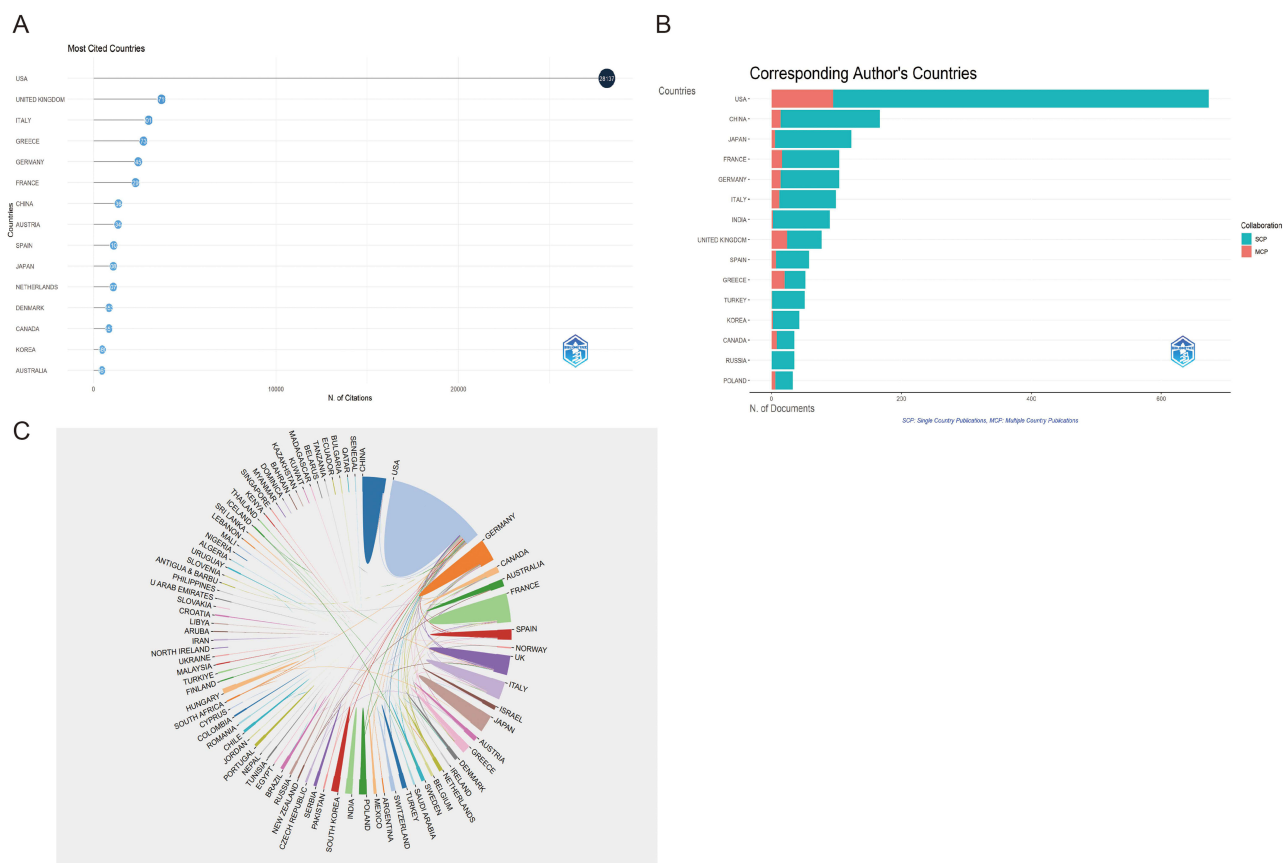 A
Most Cited Countries
Countries
USA
28137
UNITED KINGDOM
71
ITALY
01
GREECE
73
GERMANY
43
FRANCE
CHINA
AUSTRIA
SPAIN
JAPAN
NETHERLANDS
DENMARK
CANADA
KOREA
AUSTRALIA
0
10000
20000
N. of Citations
B
Corresponding Author's Countries
Countries
USA
CHINA
JAPAN
FRANCE
GERMANY
ITALY
INDIA
UNITED KINGDOM
SPAIN
GREECE
TURKEY
KOREA
CANADA
RUSSIA
POLAND
0
200
400
600
N. of Documents
Collaboration
SCP
MCP
SCP: Single Country Publications, MCP: Multiple Country Publications
C
CHINA
USA
GERMANY
CANADA
AUSTRALIA
FRANCE
SPAIN
NORWAY
UK
ITALY
ISRAEL
JAPAN
AUSTRIA
GREECE
DENMARK
IRELAND
NETHERLANDS
BELGIUM
SWEDEN
SAUDI ARABIA
TURKEY
SWITZERLAND
ARGENTINA
MEXICO
POLAND
INDIA
SOUTH KOREA
PAKISTAN
SERBIA
CZECH REPUBLIC
NEW ZEALAND
RUSSIA
BRAZIL
EGYPT
TUNISIA
NEPAL
PORTUGAL
JORDAN
CHILE
ROMANIA
COLOMBIA
CYPRUS
SOUTH AFRICA
HUNGARY
FINLAND
TURKIYE
MALAYSIA
UKRAINE
NORTH IRELAND
IRAN
ARUBA
LIBYA
CROATIA
SLOVAKIA
U ARAB EMIRATES
PHILIPPINES
ANTIGUA & BARBU
SLOVENIA
URUGUAY
ALGERIA
NIGERIA
MALI
LEBANON
SRI LANKA
ICELAND
THAILAND
KENYA
SINGAPORE
MYANMAR
DOMINICA
BAHRAIN
KAZAKHSTAN
KUWAIT
MADAGASCAR
BELARUS
TANZANIA
ECUADOR
BULGARIA
QATAR
SENEGAL